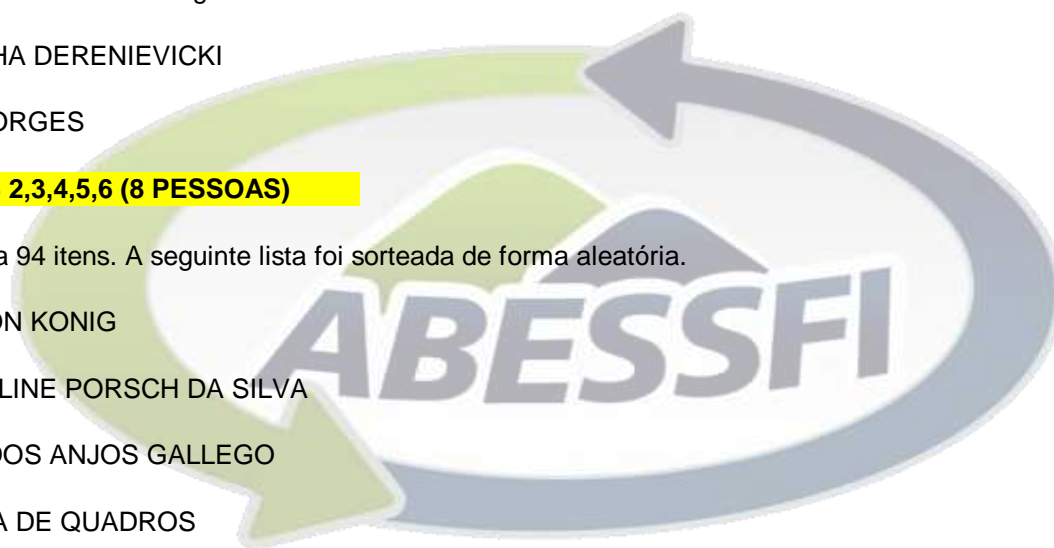 HA DERENIEVICKI
ORGES
2,3,4,5,6 (8 PESSOAS)
a 94 itens. A seguinte lista foi sorteada de forma aleatória.
ON KONIG
LINE PORSCH DA SILVA
DOS ANJOS GALLEGO
A DE QUADROS
ABESSFI